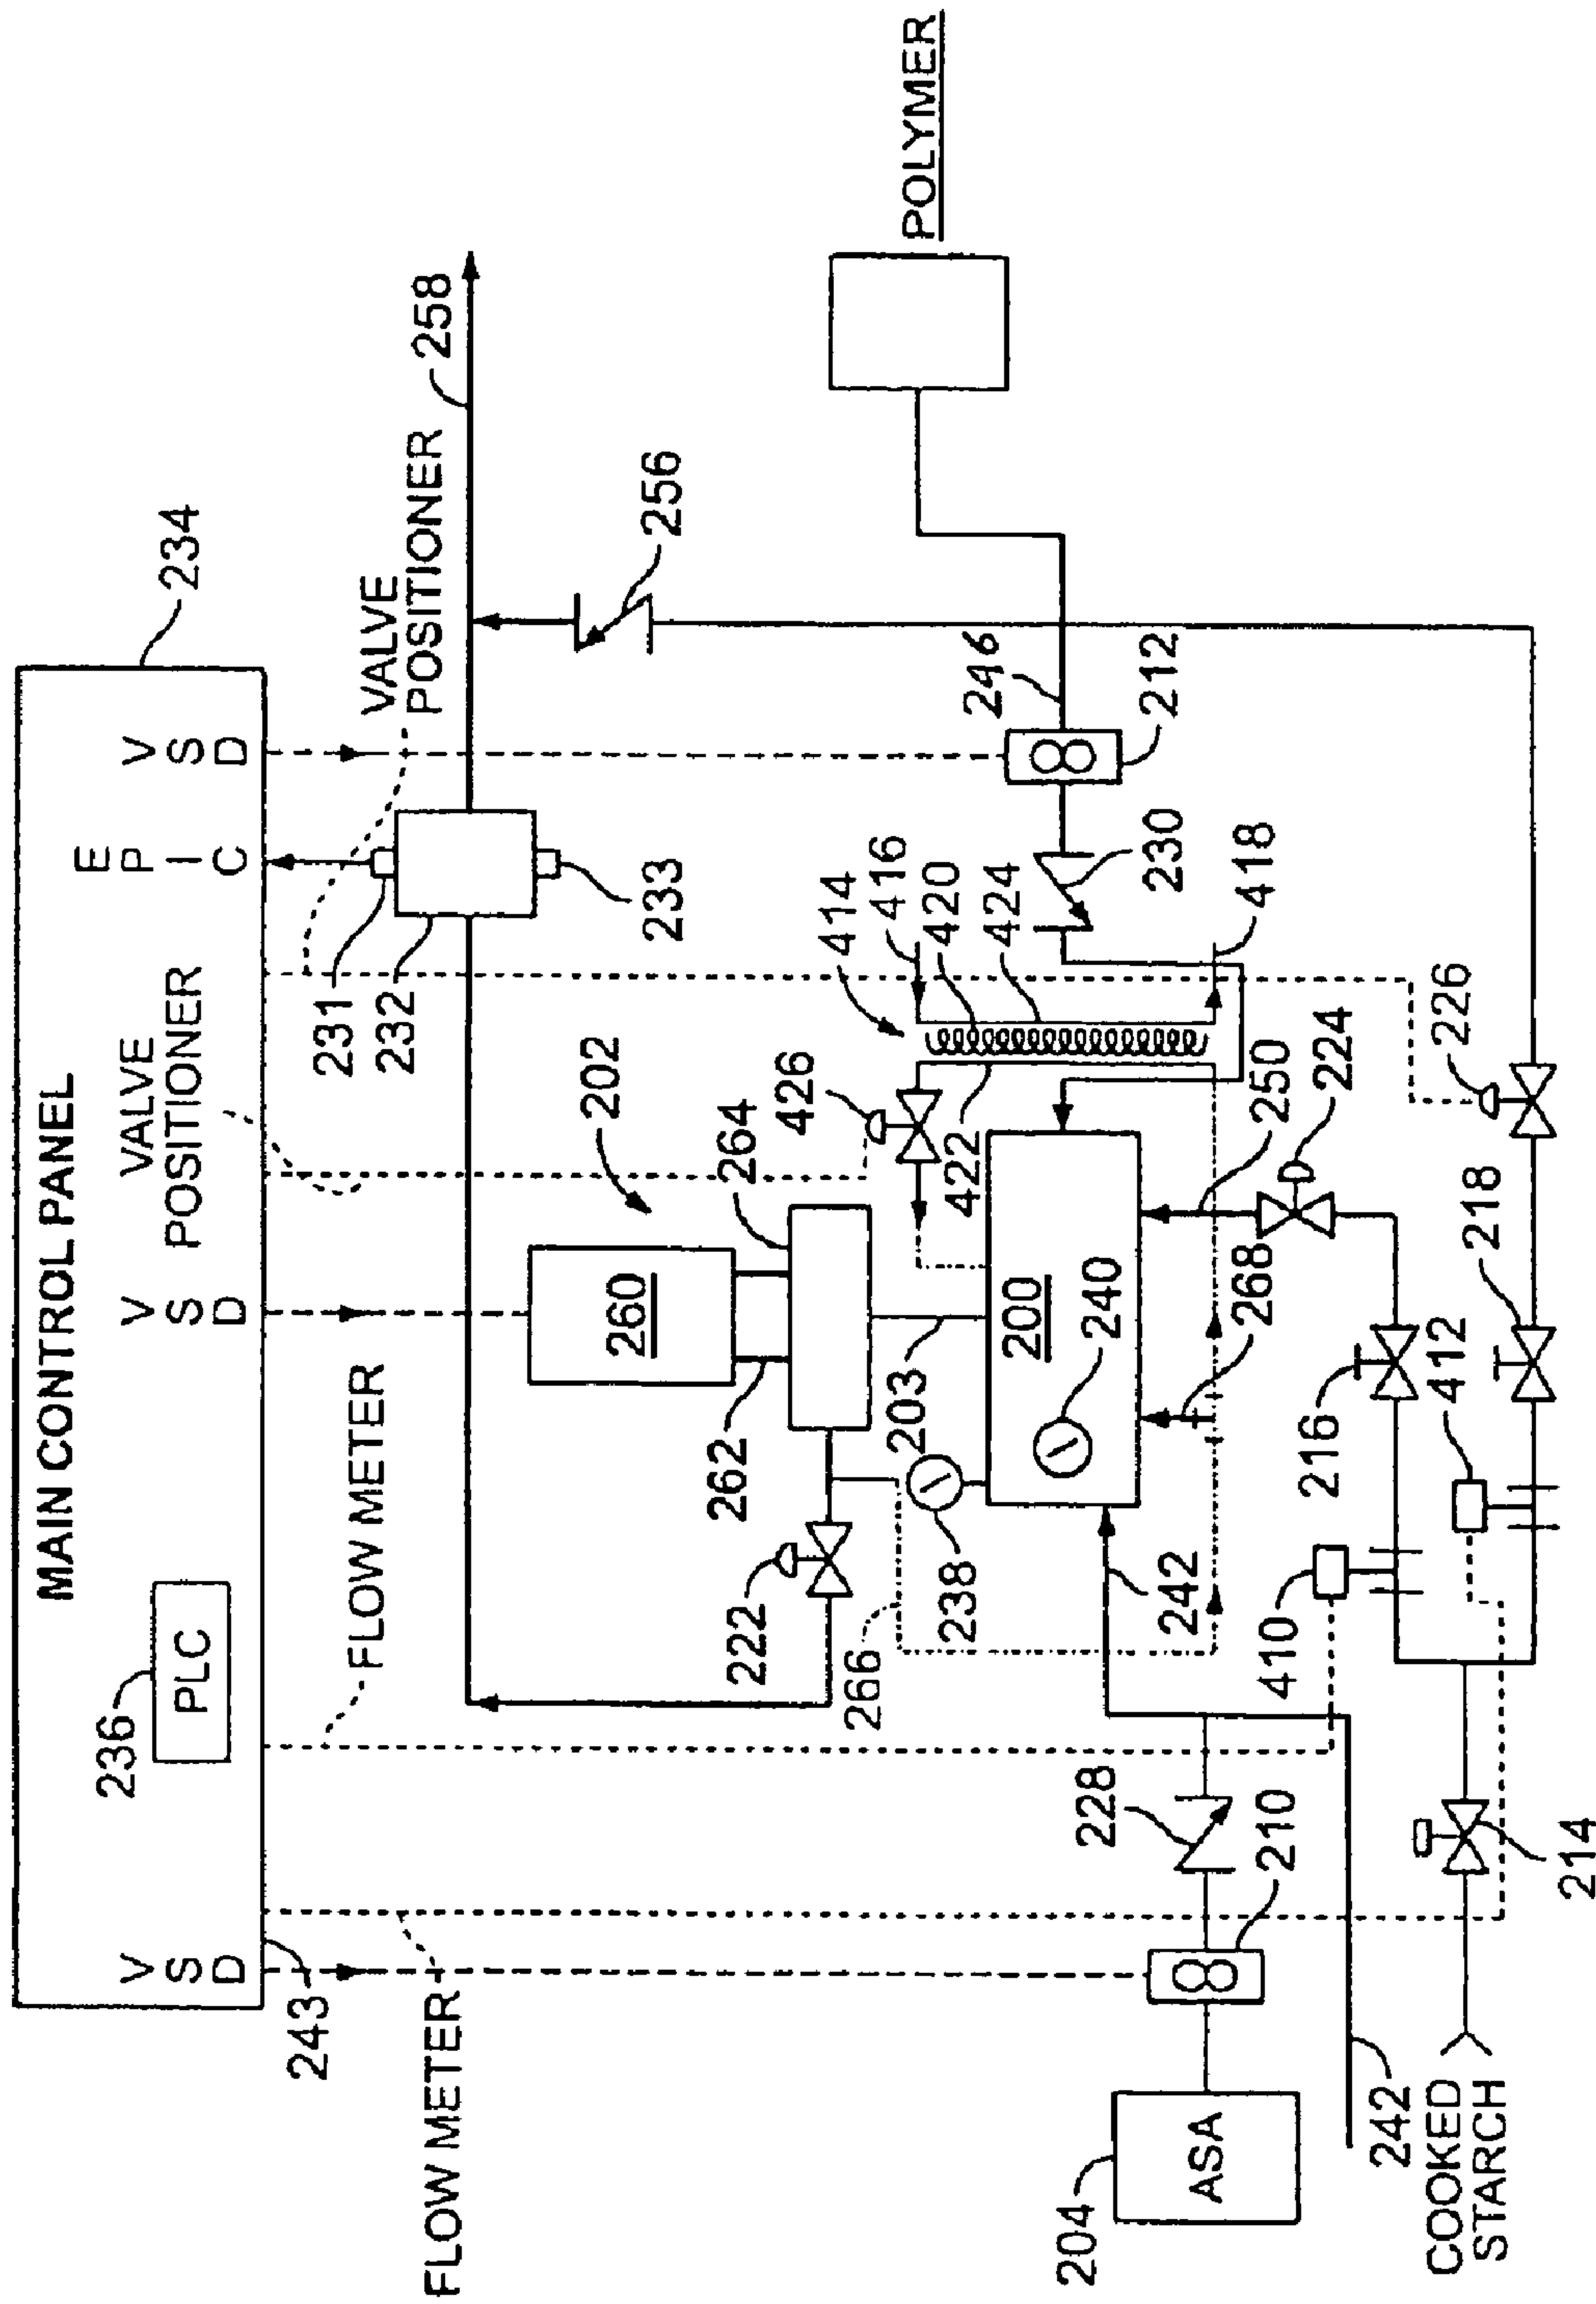 MAIN CONTROL PANEL
234
236
PLC
243
V
S
D
FLOW METER
FLOW METER
V
S
D
VALVE
POSITIONER
E
P
I
C
V
S
D
VALVE
POSITIONER
258
231
232
233
256
202
260
262
264
222
266
203
238
426
422
414
416
420
424
418
230
246
212
POLYMER
200
240
242
268
250
224
226
204
ASA
210
228
242
COOKED
STARCH
214
410
216
412
218